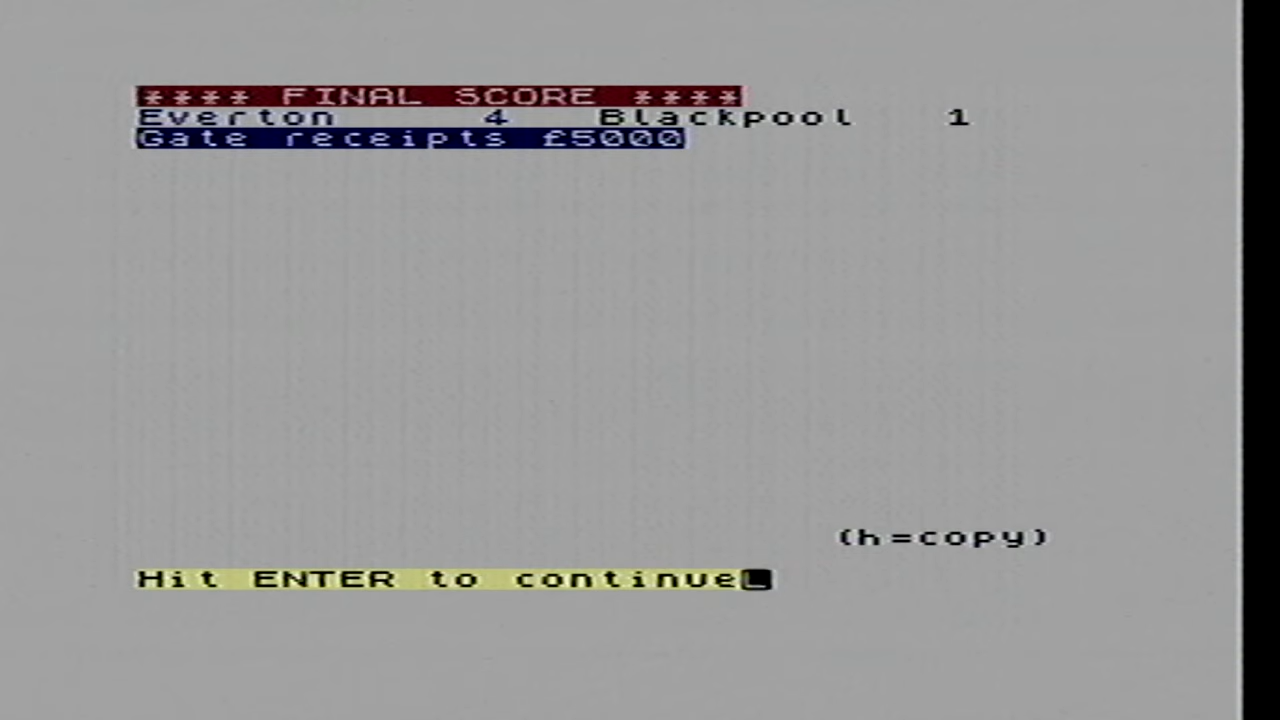 **** FINAL SCORE ****
Everton 4 Blackpool 1
Gate receipts £5000
(h=copy)
Hit ENTER to continue L